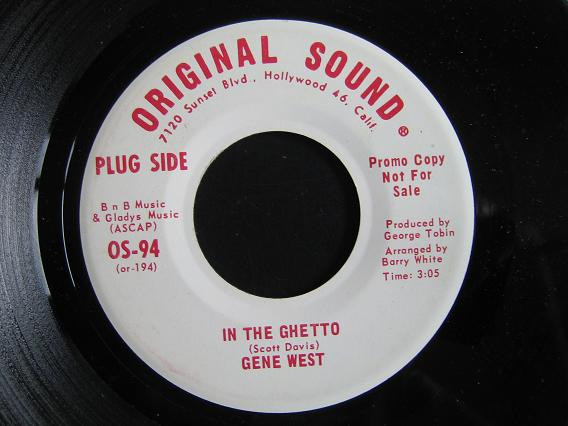 ORIGINAL SOUND®
7120 Sunset Blvd., Hollywood 46, Calif.
PLUG SIDE
B n B Music
& Gladys Music
(ASCAP)
OS-94
(or-194)
Promo Copy
Not For
Sale
Produced by
George Tobin
Arranged by
Barry White
Time: 3:05
IN THE GHETTO
(Scott Davis)
GENE WEST